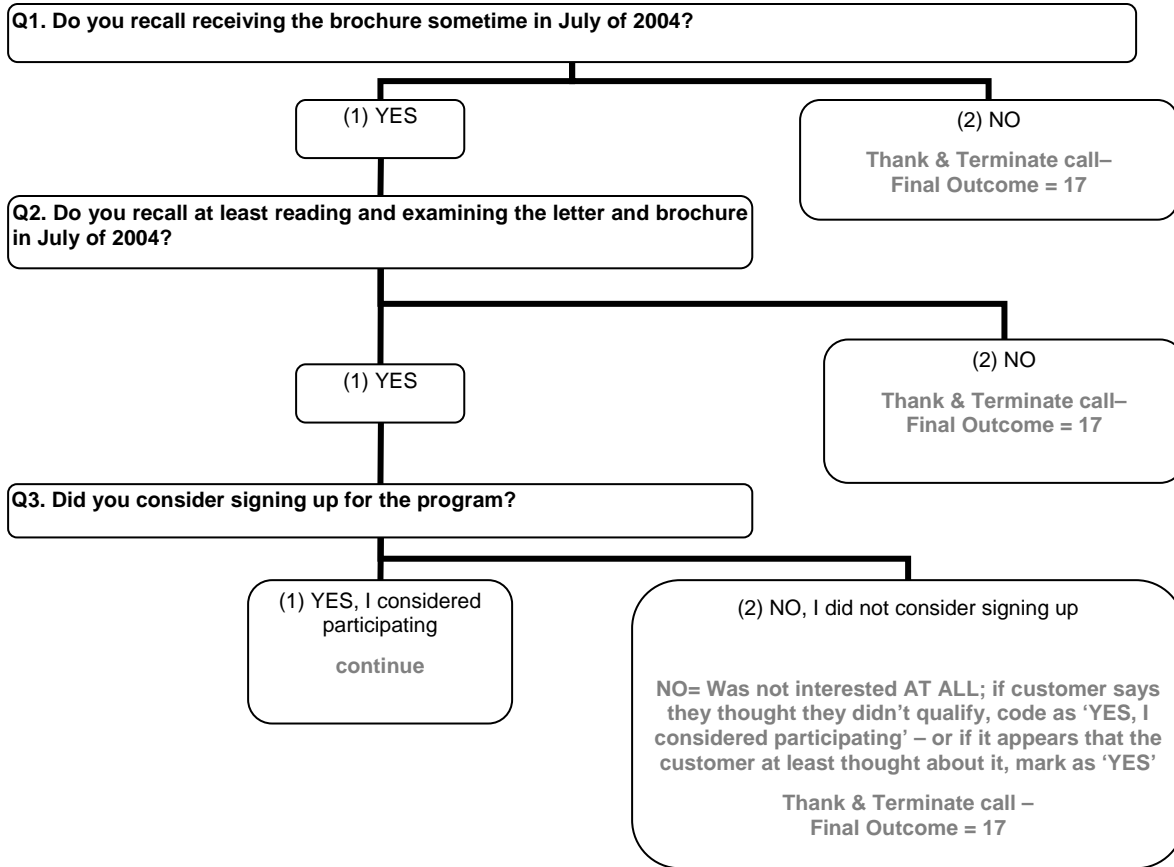 Q1. Do you recall receiving the brochure sometime in July of 2004?
(1) YES
(2) NO
Thank & Terminate call–
Final Outcome = 17
Q2. Do you recall at least reading and examining the letter and brochure
in July of 2004?
(1) YES
(2) NO
Thank & Terminate call–
Final Outcome = 17
Q3. Did you consider signing up for the program?
(1) YES, I considered
participating
continue
(2) NO, I did not consider signing up
NO= Was not interested AT ALL; if customer says
they thought they didn’t qualify, code as ‘YES, I
considered participating’ – or if it appears that the
customer at least thought about it, mark as ‘YES’
Thank & Terminate call –
Final Outcome = 17